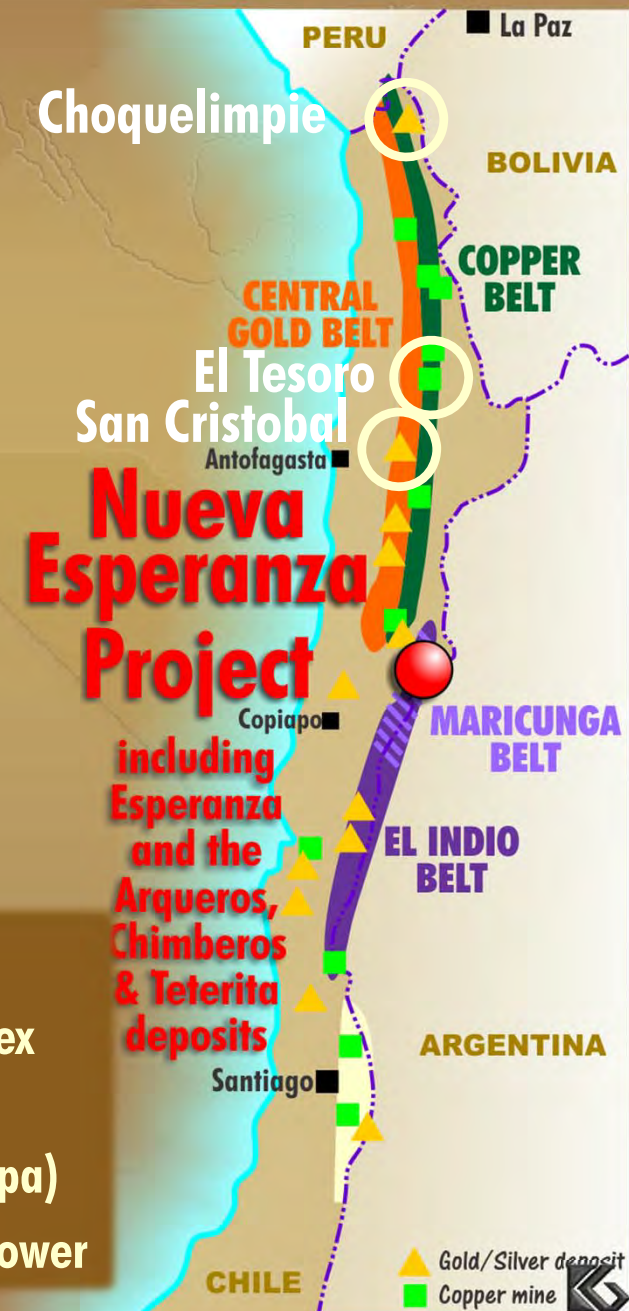 PERU
La Paz
Choquelimpie
BOLIVIA
COPPER
BELT
CENTRAL
GOLD BELT
El Tesoro
San Cristobal
Antofagasta
Nueva
Esperanza
Project
Copiapo
MARICUNGA
BELT
including
Esperanza
and the
Arqueros,
Chimberos
& Teterita
deposits
EL INDIO
BELT
ex
ARGENTINA
Santiago
pa)
ower
CHILE
Gold/Silver deposit
Copper mine